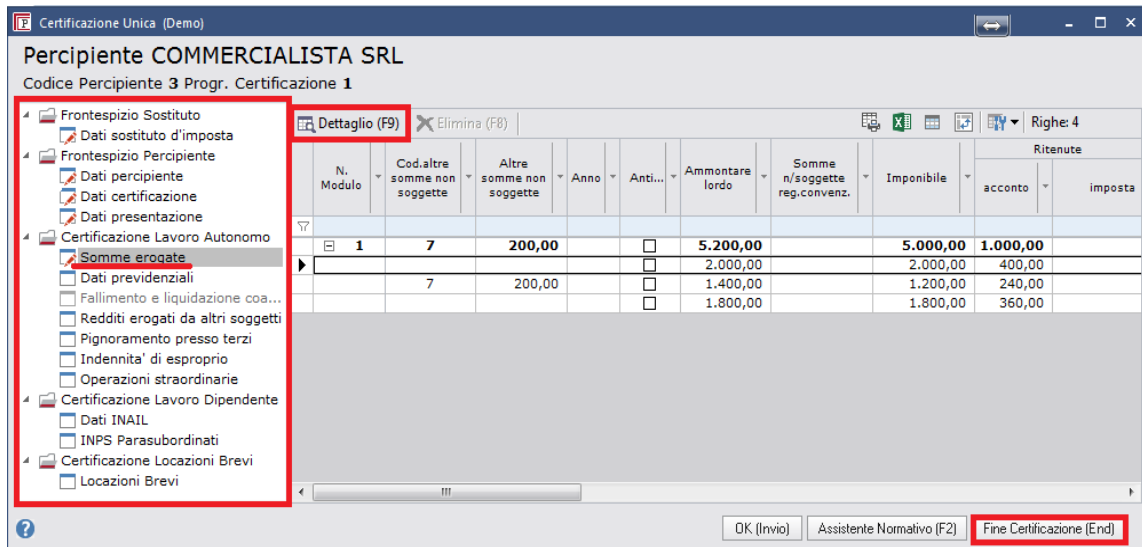 Certificazione Unica (Demo)
Percipiente COMMERCIALISTA SRL
Codice Percipiente 3 Progr. Certificazione 1
Frontespizio Sostituto
Dati sostituto d'imposta
Frontespizio Percipiente
Dati percipiente
Dati certificazione
Dati presentazione
Certificazione Lavoro Autonomo
Somme erogate
Dati previdenziali
Fallimento e liquidazione coa...
Redditi erogati da altri soggetti
Pignoramento presso terzi
Indennita' di esproprio
Operazioni straordinarie
Certificazione Lavoro Dipendente
Dati INAIL
INPS Parasubordinati
Certificazione Locazioni Brevi
Locazioni Brevi
Dettaglio (F9) Elimina (F8) Righe: 4
Ritenute
N. Modulo Cod.altre somme non soggette Altre somme non soggette Anno Anti... Ammontare lordo Somme n/soggette reg.convenz. Imponibile acconto imposta
1 7 200,00 5.200,00 5.000,00 1.000,00
2.000,00 2.000,00 400,00
7 200,00 1.400,00 1.200,00 240,00
1.800,00 1.800,00 360,00
OK (Invio) Assistente Normativo (F2) Fine Certificazione (End)